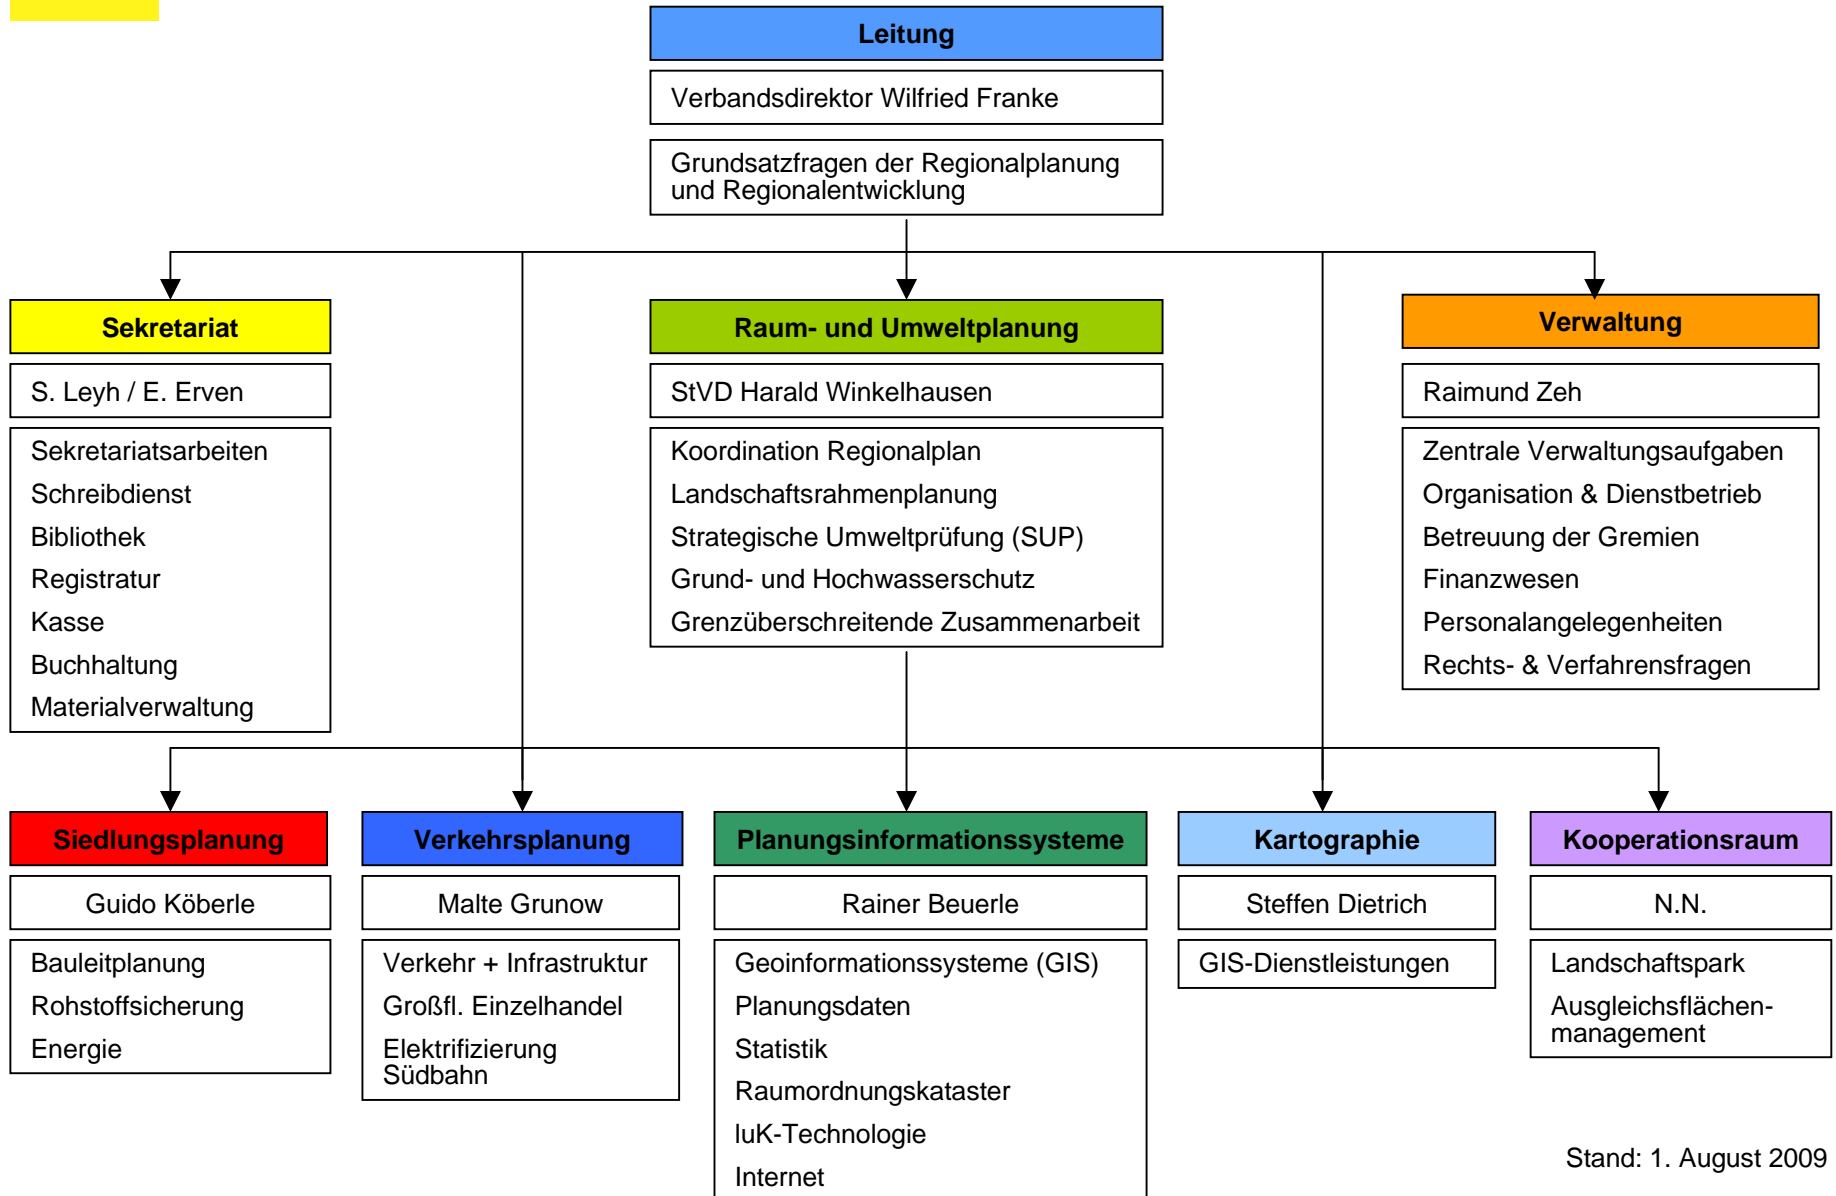 Leitung
Verbandsdirektor Wilfried Franke
Grundsatzfragen der Regionalplanung
und Regionalentwicklung
Sekretariat
S. Leyh / E. Erven
Sekretariatsarbeiten
Schreibdienst
Bibliothek
Registratur
Kasse
Buchhaltung
Materialverwaltung
Raum- und Umweltplanung
StVD Harald Winkelhausen
Koordination Regionalplan
Landschaftsrahmenplanung
Strategische Umweltprüfung (SUP)
Grund- und Hochwasserschutz
Grenzüberschreitende Zusammenarbeit
Verwaltung
Raimund Zeh
Zentrale Verwaltungsaufgaben
Organisation & Dienstbetrieb
Betreuung der Gremien
Finanzwesen
Personalangelegenheiten
Rechts- & Verfahrensfragen
Siedlungsplanung
Guido Köberle
Bauleitplanung
Rohstoffsicherung
Energie
Verkehrsplanung
Malte Grunow
Verkehr + Infrastruktur
Großfl. Einzelhandel
Elektrifizierung
Südbahn
Planungsinformationssysteme
Rainer Beuerle
Geoinformationssysteme (GIS)
Planungsdaten
Statistik
Raumordnungskataster
IuK-Technologie
Internet
Kartographie
Steffen Dietrich
GIS-Dienstleistungen
Kooperationsraum
N.N.
Landschaftspark
Ausgleichsflächen-
management
Stand: 1. August 2009